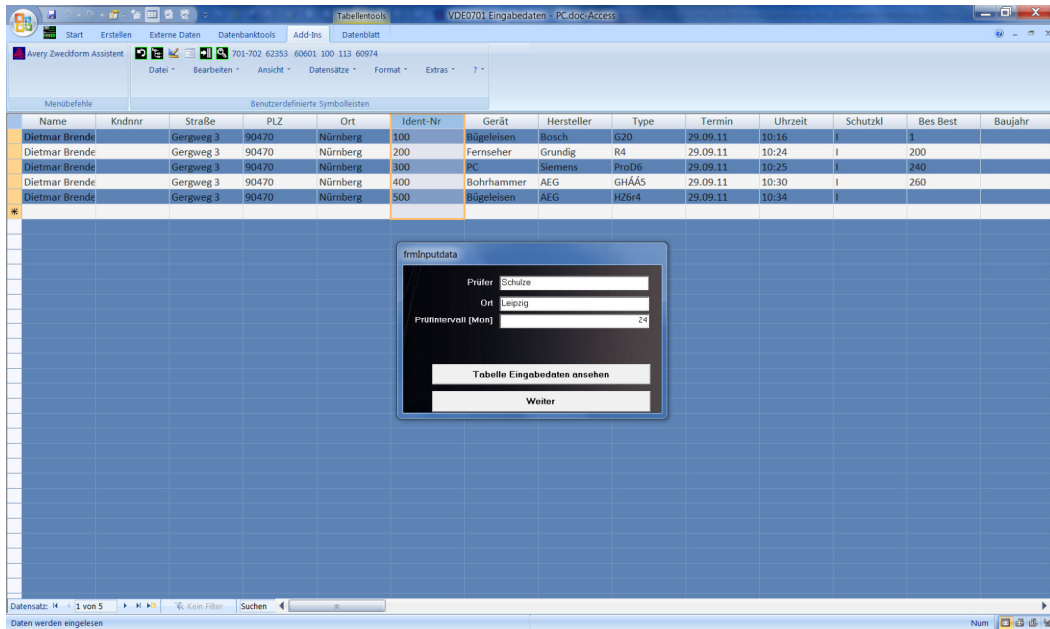 Tabellentools VDE0701 Eingabedaten - PC.doc-Access
Start Erstellen Externe Daten Datenbanktools Add-Ins Datenblatt
Avery Zweckform Assistent 701-702 62353 60601 100 113 60974
Datei Bearbeiten Ansicht Datensätze Format Extras ?
Menübefehle Benutzerdefinierte Symbolleisten
Name Kndnnr Straße PLZ Ort Ident-Nr Gerät Hersteller Type Termin Uhrzeit Schutzkl Bes Best Baujahr
Dietmar Brende Gergweg 3 90470 Nürnberg 100 Bügeleisen Bosch G20 29.09.11 10:16 I 1
Dietmar Brende Gergweg 3 90470 Nürnberg 200 Fernseher Grundig R4 29.09.11 10:24 I 200
Dietmar Brende Gergweg 3 90470 Nürnberg 300 PC Siemens ProD6 29.09.11 10:25 I 240
Dietmar Brende Gergweg 3 90470 Nürnberg 400 Bohrhammer AEG GHÁÁ5 29.09.11 10:30 I 260
Dietmar Brende Gergweg 3 90470 Nürnberg 500 Bügeleisen AEG HZ6r4 29.09.11 10:34 I
frminputdata
Prüfer Schulze
Ort Leipzig
Prüfintervall [Mon] 24
Tabelle Eingabedaten ansehen
Weiter
Datensatz: 1 von 5 Kein Filter Suchen
Daten werden eingelesen Num